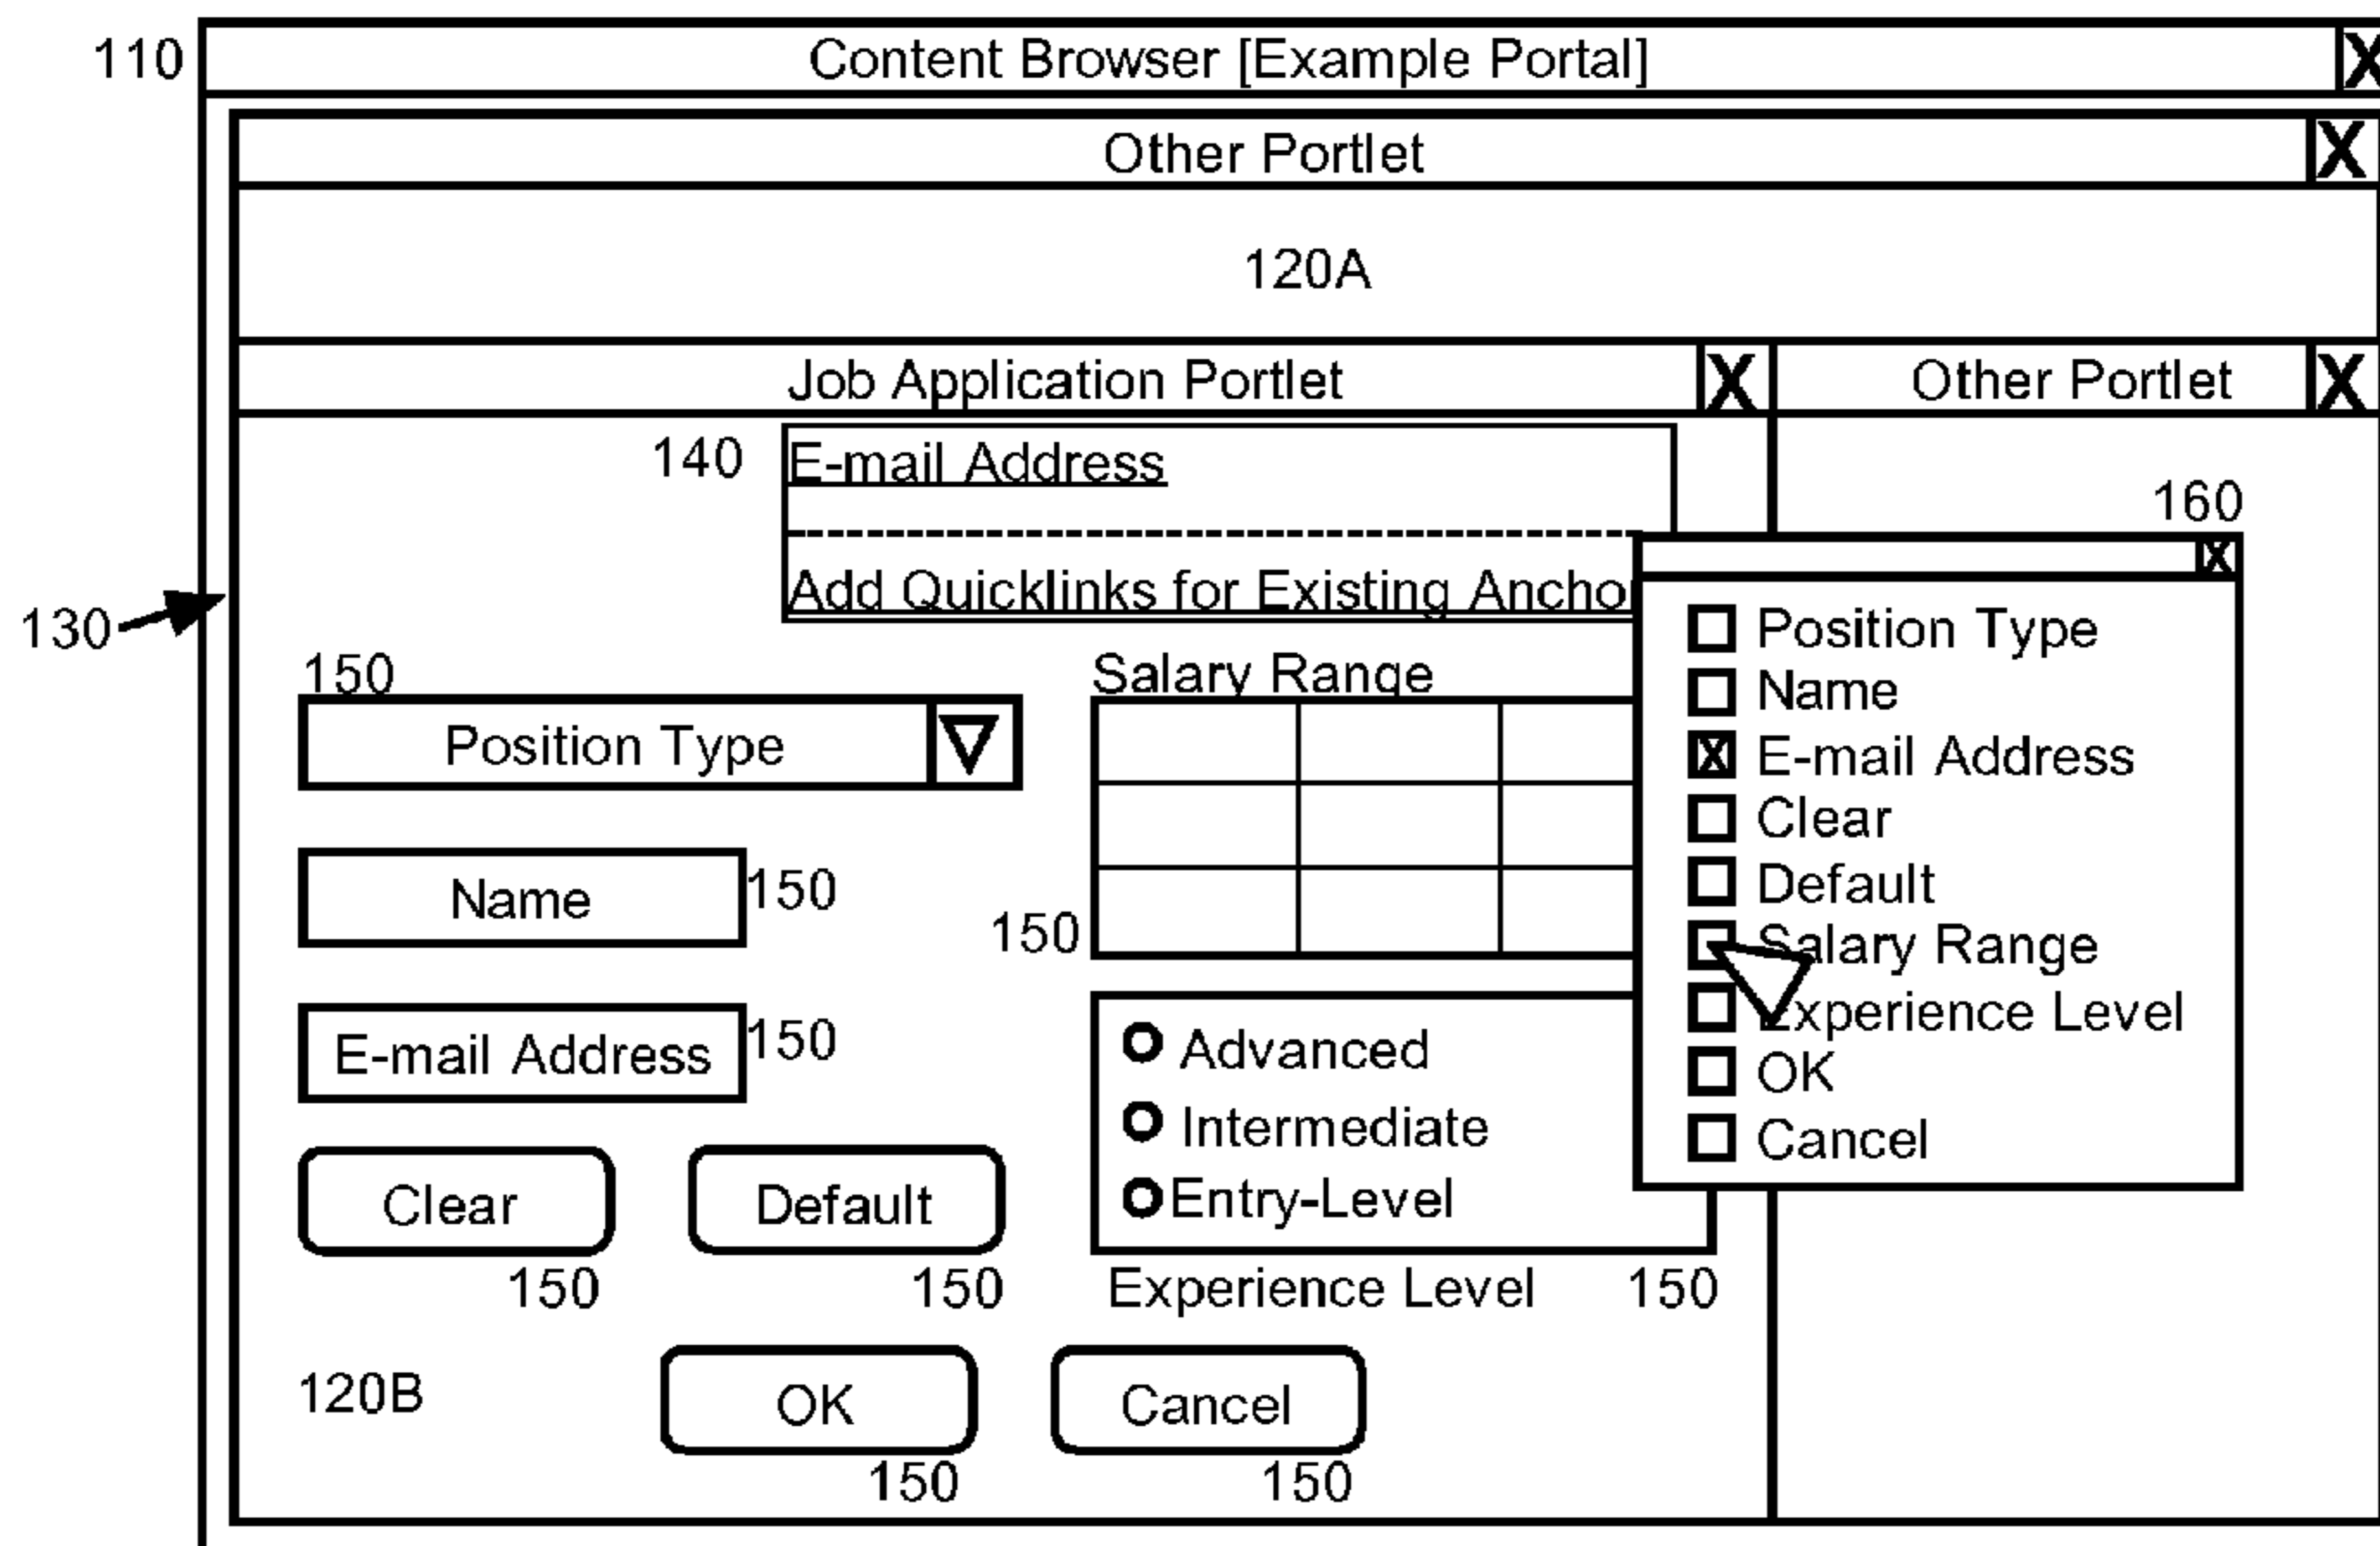 110
Content Browser [Example Portal]
X
Other Portlet
X
120A
Job Application Portlet
X
Other Portlet
X
140
E-mail Address
Add Quicklinks for Existing Anchor
130
160
X
Position Type
Name
X E-mail Address
Clear
Default
Salary Range
Experience Level
OK
Cancel
150
Position Type
Name
150
E-mail Address
150
Clear
150
Default
150
Salary Range
150
Advanced
Intermediate
Entry-Level
Experience Level
150
120B
OK
150
Cancel
150